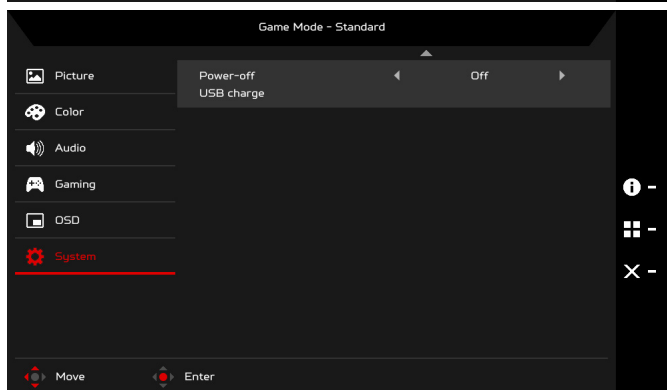 Game Mode - Standard
Picture
Power-off
USB charge
Off
Color
Audio
Gaming
OSD
System
Move
Enter